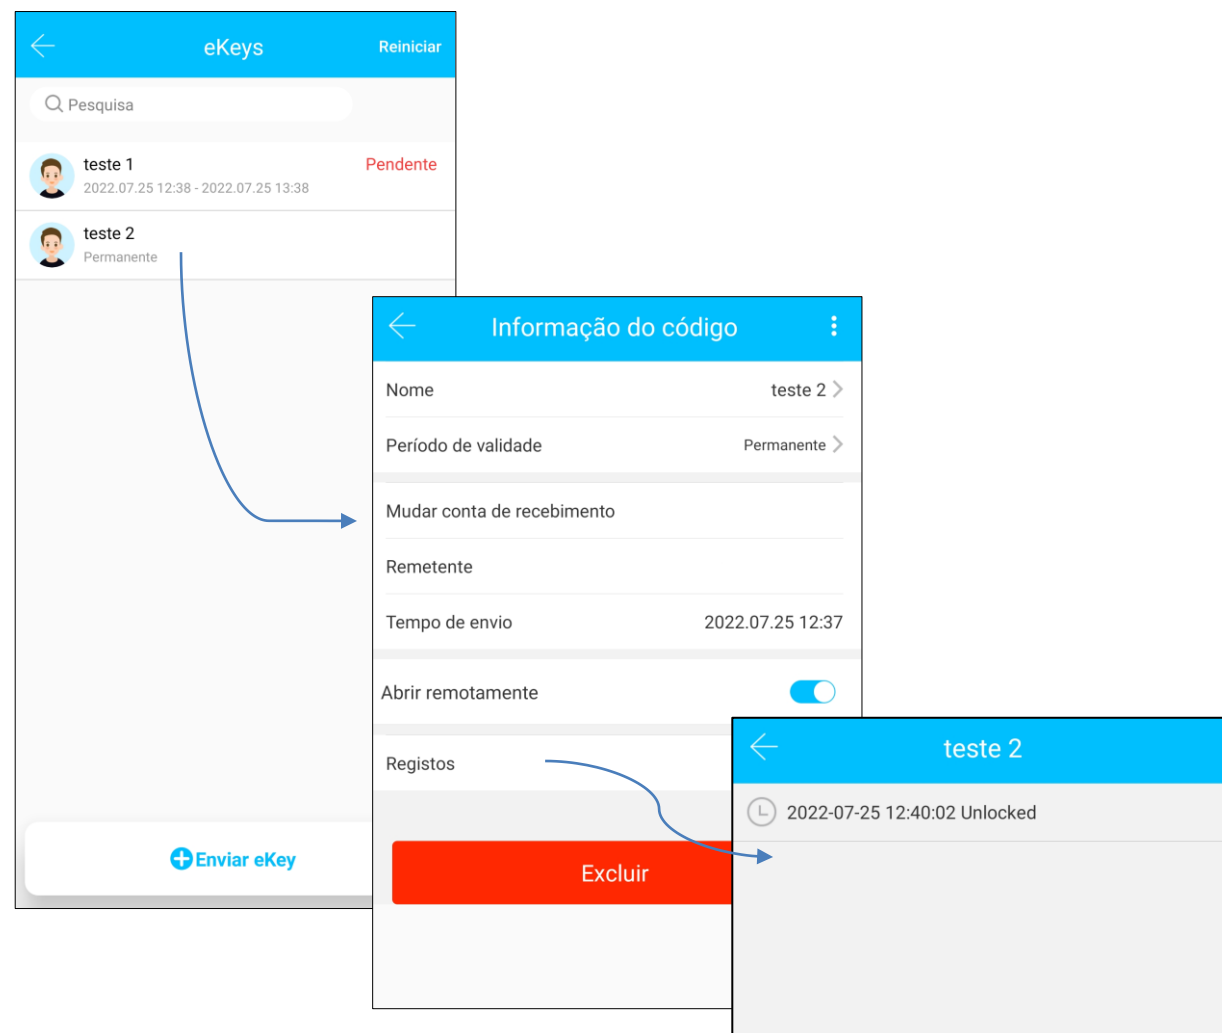 eKeys
Reiniciar
Pesquisa
teste 1
Pendente
2022.07.25 12:38 - 2022.07.25 13:38
teste 2
Permanente
Enviar eKey
Informação do código
Nome
teste 2
Período de validade
Permanente
Mudar conta de recebimento
Remetente
Tempo de envio
2022.07.25 12:37
Abrir remotamente
Registos
Excluir
teste 2
2022-07-25 12:40:02 Unlocked